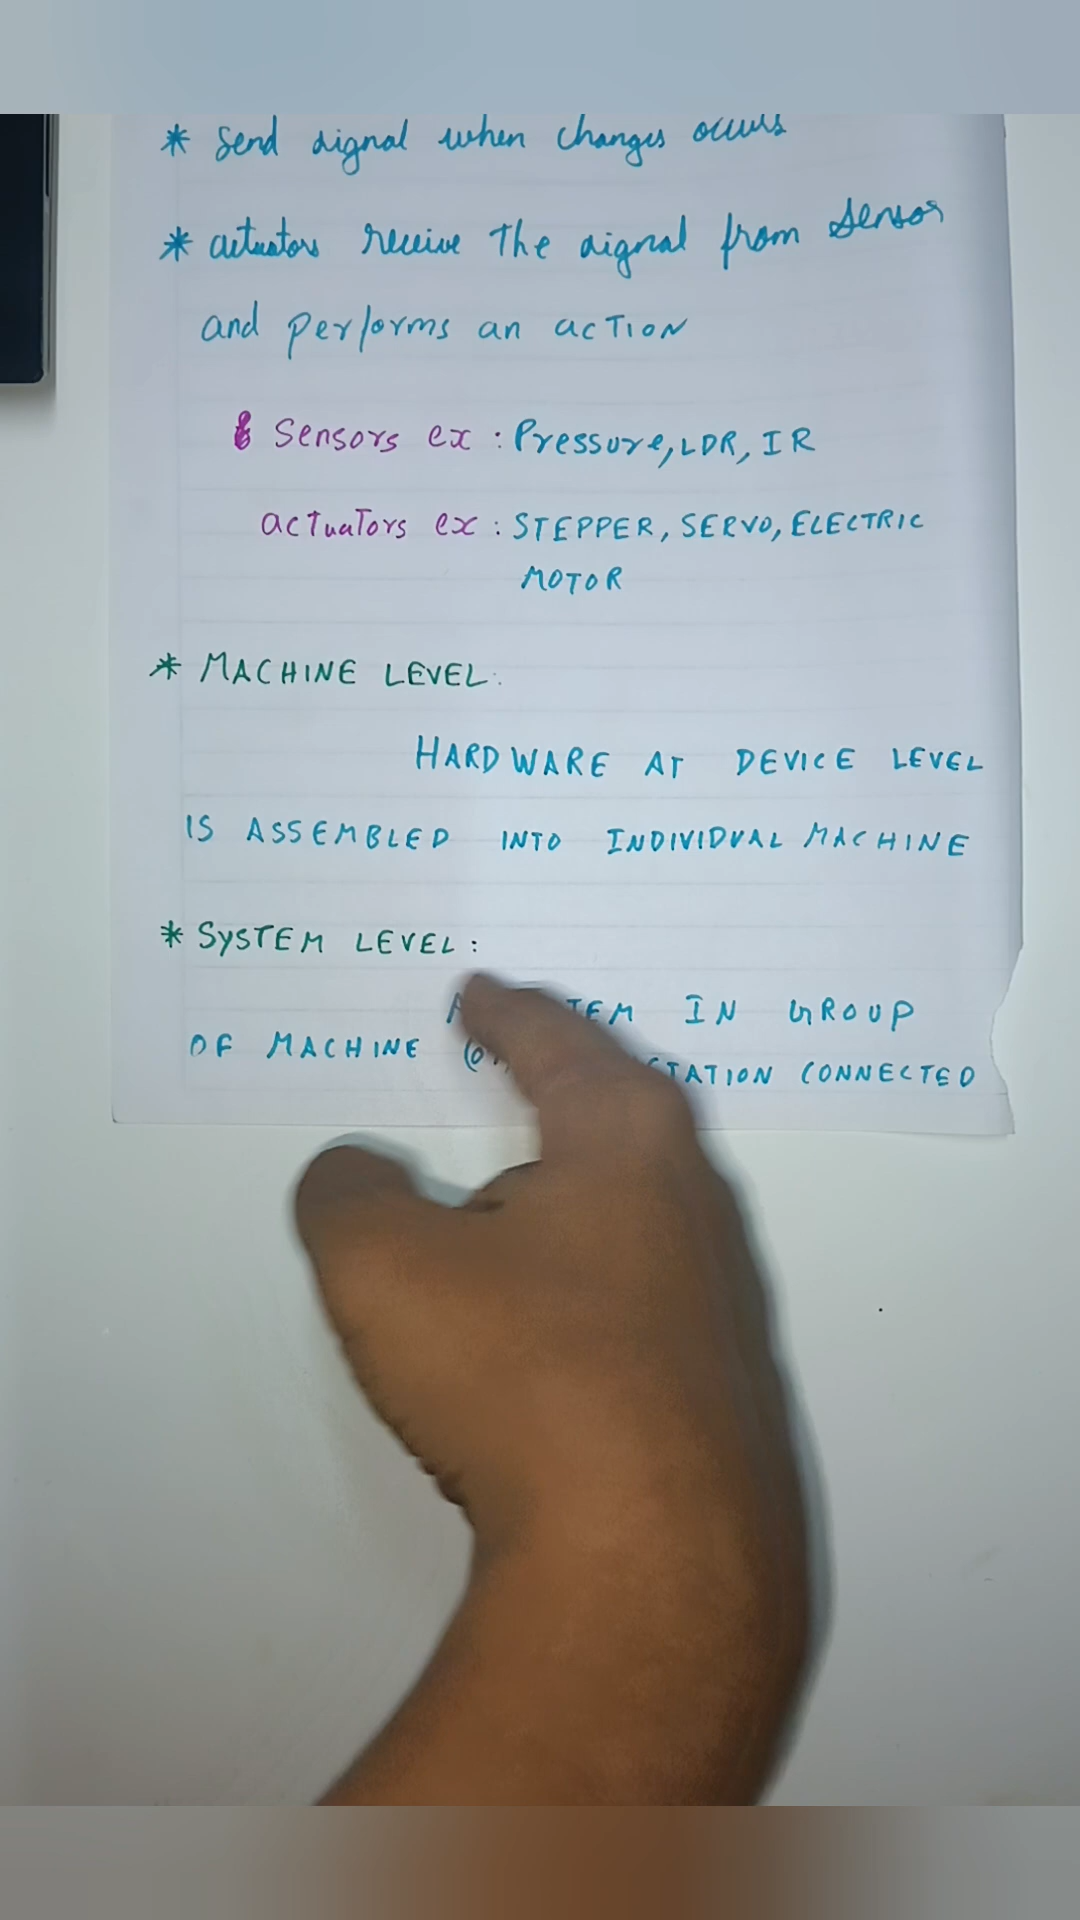 * Send signal when changes occurs
* actuators receive the signal from sensor
and performs an action
Sensors ex : Pressure, LDR, IR
actuators ex : STEPPER, SERVO, ELECTRIC
MOTOR
* MACHINE LEVEL:
HARDWARE AT DEVICE LEVEL
IS ASSEMBLED INTO INDIVIDUAL MACHINE
* SYSTEM LEVEL:
IN GROUP
OF MACHINE CONNECTED